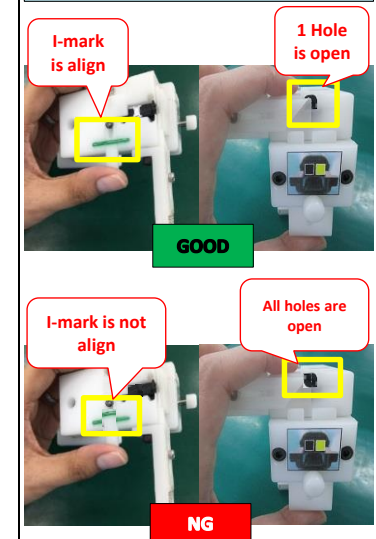 I-mark
is align
1 Hole
is open
GOOD
I-mark is not
align
All holes are
open
NG